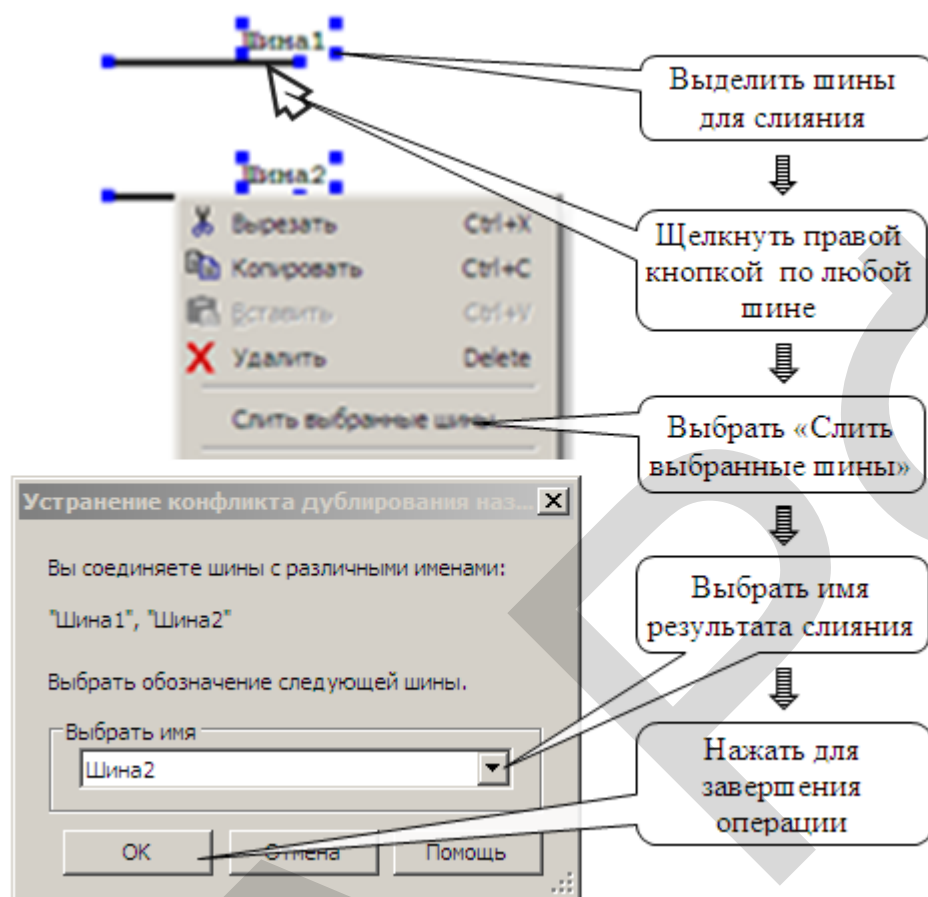 Шина1
Выделить шины
для слияния
Шина2
Вырезать Ctrl+X
Копировать Ctrl+C
Вставить Ctrl+V
Удалить Delete
Слить выбранные шины
Щелкнуть правой
кнопкой по любой
шине
Выбрать «Слить
выбранные шины»
Устранение конфликта дублирования наз...
Вы соединяете шины с различными именами:
"Шина1", "Шина2"
Выбрать обозначение следующей шины.
Выбрать имя
Шина2
OK Отмена Помощь
Выбрать имя
результата слияния
Нажать для
завершения
операции